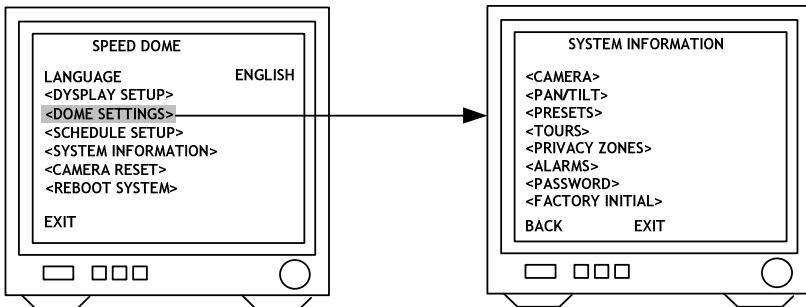 SPEED DOME
LANGUAGE ENGLISH
<DYSPLAY SETUP>
<DOME SETTINGS>
<SCHEDULE SETUP>
<SYSTEM INFORMATION>
<CAMERA RESET>
<REBOOT SYSTEM>
EXIT
SYSTEM INFORMATION
<CAMERA>
<PAN/TILT>
<PRESETS>
<TOURS>
<PRIVACY ZONES>
<ALARMS>
<PASSWORD>
<FACTORY INITIAL>
BACK EXIT